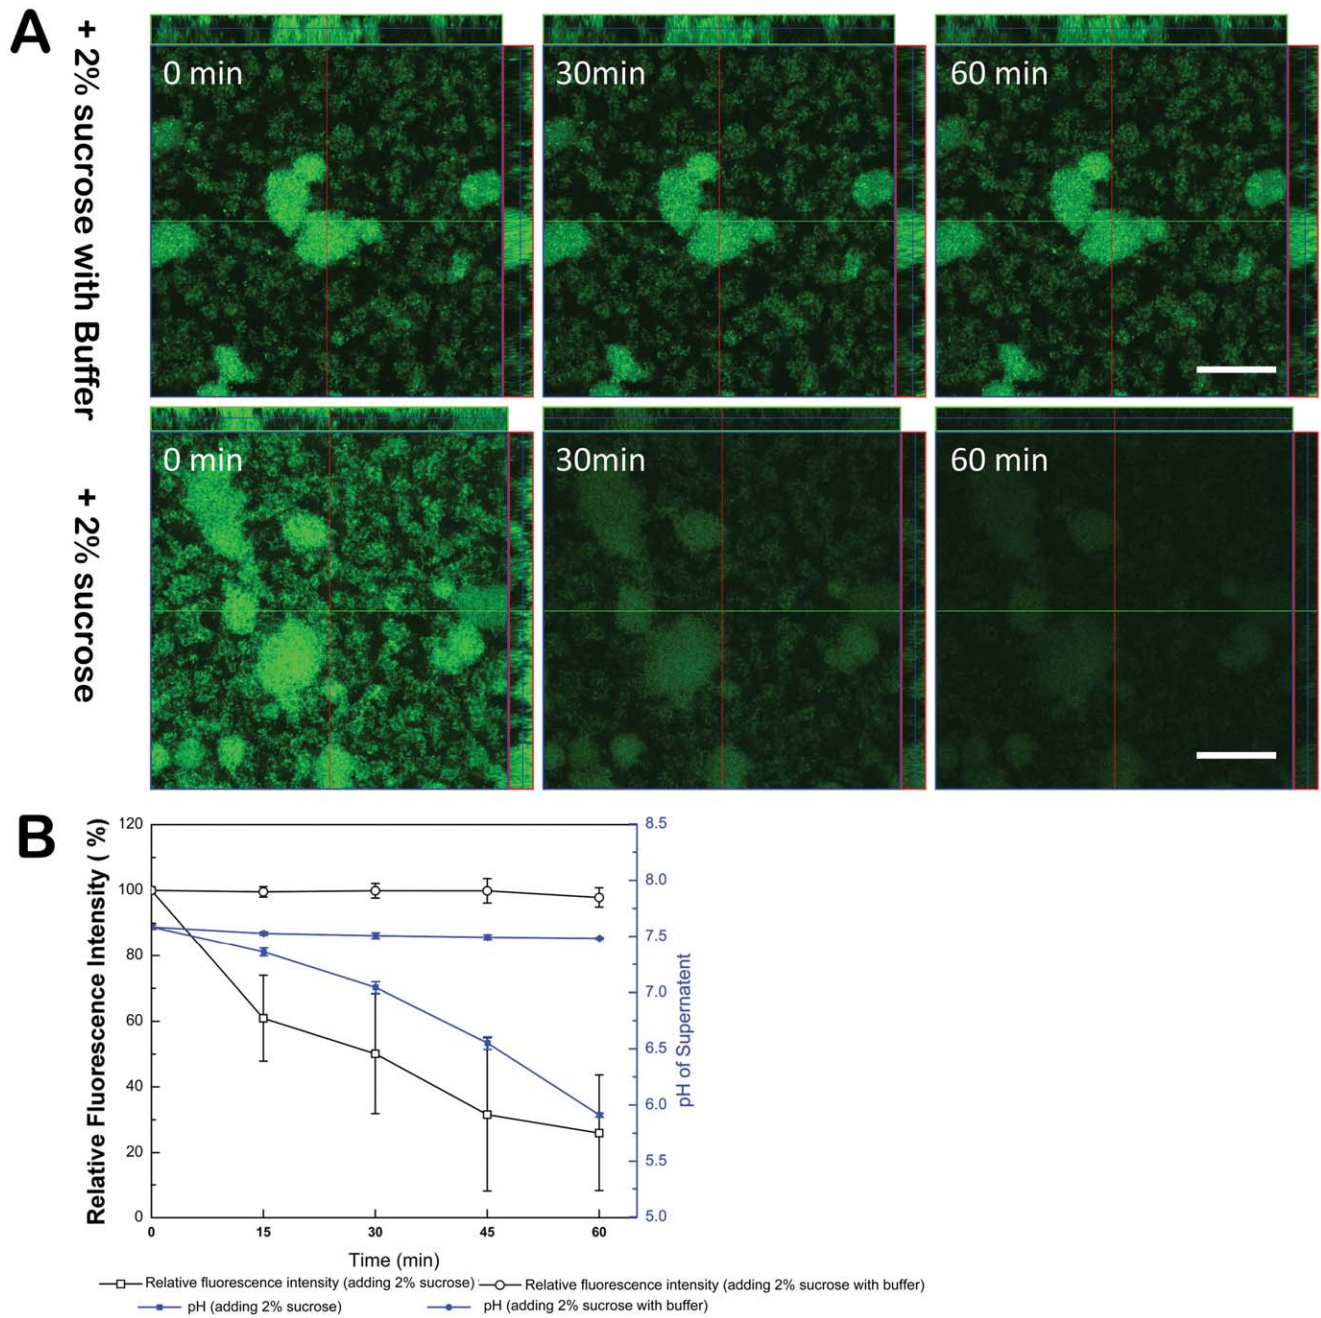 A
+ 2% sucrose with Buffer
0 min
30min
60 min
+ 2% sucrose
0 min
30min
60 min
B
Relative Fluorescence Intensity ( %)
120
100
80
60
40
20
0
8.5
8.0
7.5
7.0
6.5
6.0
5.5
5.0
pH of Supernatent
0 15 30 45 60
Time (min)
Relative fluorescence intensity (adding 2% sucrose) Relative fluorescence intensity (adding 2% sucrose with buffer)
pH (adding 2% sucrose) pH (adding 2% sucrose with buffer)